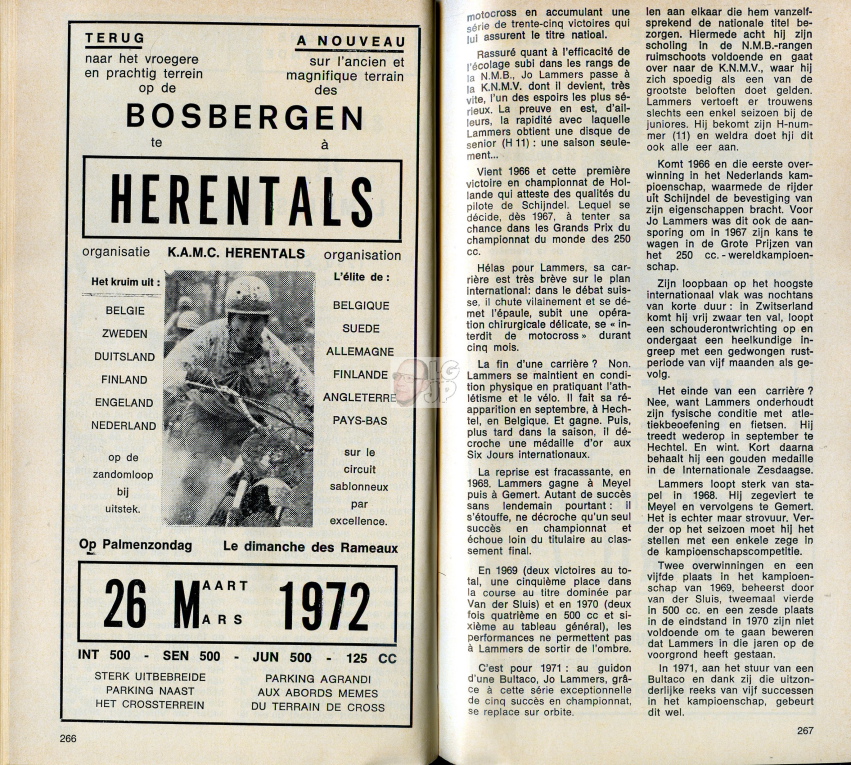 TERUG
naar het vroegere
en prachtig terrein
op de
A NOUVEAU
sur l'ancien et
magnifique terrain
des
BOSBERGEN
te
à
HERENTALS
organisatie K.A.M.C. HERENTALS organisation
Het kruim uit :
BELGIE
ZWEDEN
DUITSLAND
FINLAND
ENGELAND
NEDERLAND
op de
zandomloop
bij
uitstek.
L'élite de :
BELGIQUE
SUEDE
ALLEMAGNE
FINLANDE
ANGLETERRE
PAYS-BAS
sur le
circuit
sablonneux
par
excellence.
Op Palmenzondag Le dimanche des Rameaux
26 MAART 1972
MARS
INT 500 - SEN 500 - JUN 500 - 125 CC
STERK UITBEREIDE
PARKING NAAST
HET CROSSTERREIN
PARKING AGRANDI
AUX ABORDS MEMES
DU TERRAIN DE CROSS
266
motocross en accumulant une
série de trente-cinq victoires qui
lui assurent le titre natioal.
Rassuré quant à l'efficacité de
l'écolage subi dans les rangs de
la N.M.B., Jo Lammers passe à
la K.N.M.V. dont il devient, très
vite, l'un des espoirs les plus sé-
rieux. La preuve en est, d'ail-
leurs, la rapidité avec laquelle
Lammers obtient une disque de
senior (H 11) : une saison seule-
ment...
Vient 1966 et cette première
victoire en championnat de Hol-
lande qui atteste des qualités du
pilote de Schijndel. Lequel se
décide, dès 1967, à tenter sa
chance dans les Grands Prix du
championnat du monde des 250
cc.
Hélas pour Lammers, sa car-
rière est très brève sur le plan
international: dans le débat suis-
se. il chute vilainement et se dé-
met l'épaule, subit une opéra-
tion chirurgicale délicate, se « in-
terdit de motocross » durant
cinq mois.
La fin d'une carrière ? Non.
Lammers se maintient en condi-
tion physique en pratiquant l'ath-
létisme et le vélo. Il fait sa ré-
apparition en septembre, à Hech-
tel, en Belgique. Et gagne. Puis,
plus tard dans la saison, il dé-
croche une médaille d'or aux
Six Jours internationaux.
La reprise est fracassante, en
1968. Lammers gagne à Meyel
puis à Gemert. Autant de succès
sans lendemain pourtant : il
s'étouffe, ne décroche qu'un seul
succès en championnat et
échoue loin du titulaire au clas-
sement final.
En 1969 (deux victoires au to-
tal, une cinquième place dans
la course au titre dominée par
Van der Sluis) et en 1970 (deux
fois quatrième en 500 cc et si-
xième au tableau général), les
performances ne permettent pas
à Lammers de sortir de l'ombre.
C'est pour 1971 : au guidon
d'une Bultaco, Jo Lammers, grâ-
ce à cette série exceptionnelle
de cinq succès en championnat,
se replace sur orbite.
len aan elkaar die hem vanzelf-
sprekend de nationale titel be-
zorgen. Hiermede acht hij zijn
scholing in de N.M.B.-rangen
ruimschoots voldoende en gaat
over naar de K.N.M.V., waar hij
zich spoedig als een van de
grootste beloften doet gelden.
Lammers vertoeft er trouwens
slechts een enkel seizoen bij de
juniores. Hij bekomt zijn H-num-
mer (11) en weldra doet hji dit
ook alle eer aan.
Komt 1966 en die eerste over-
winning in het Nederlands kam-
pioenschap, waarmede de rijder
uit Schijndel de bevestiging van
zijn eigenschappen bracht. Voor
Jo Lammers was dit ook de aan-
sporing om in 1967 zijn kans te
wagen in de Grote Prijzen van
het 250 cc. - wereldkampioen-
schap.
Zijn loopbaan op het hoogste
internationaal vlak was nochtans
van korte duur : in Zwitserland
komt hij vrij zwaar ten val, loopt
een schouderontwrichting op en
ondergaat een heelkundige in-
greep met een gedwongen rust-
periode van vijf maanden als ge-
volg.
Het einde van een carrière ?
Nee, want Lammers onderhoudt
zijn fysische conditie met atle-
tiekbeoefening en fietsen. Hij
treedt wederop in september te
Hechtel. En wint. Kort daarna
behaalt hij een gouden medaille
in de Internationale Zesdaagse.
Lammers loopt sterk van sta-
pel in 1968. Hij zegeviert te
Meyel en vervolgens te Gemert.
Het is echter maar strovuur. Ver-
der op het seizoen moet hij het
stellen met een enkele zege in
de kampioenschapscompetitie.
Twee overwinningen en een
vijfde plaats in het kampioen-
schap van 1969, beheerst door
van der Sluis, tweemaal vierde
in 500 cc. en een zesde plaats
in de eindstand in 1970 zijn niet
voldoende om te gaan beweren
dat Lammers in die jaren op de
voorgrond heeft gestaan.
In 1971, aan het stuur van een
Bultaco en dank zij die uitzon-
derlijke reeks van vijf successen
in het kampioenschap, gebeurt
dit wel.
267